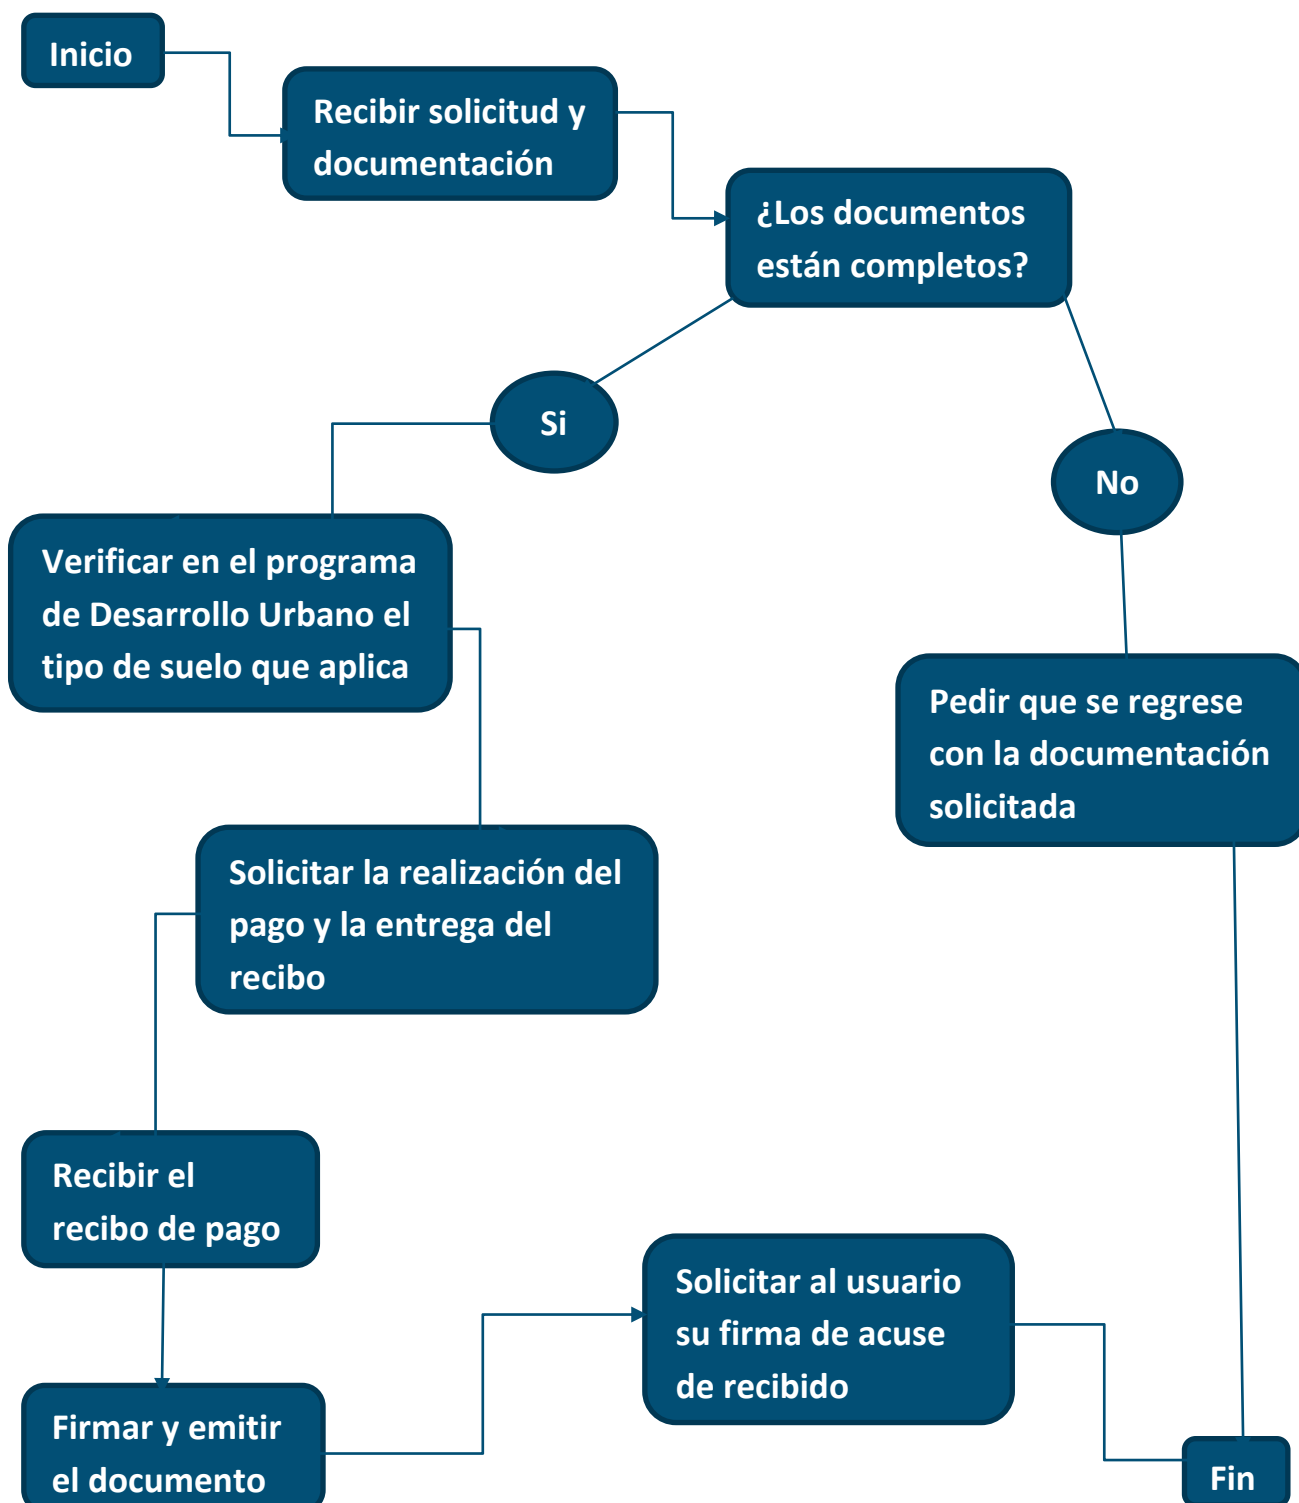 Inicio
Recibir solicitud y
documentación
¿Los documentos
están completos?
Si
No
Verificar en el programa
de Desarrollo Urbano el
tipo de suelo que aplica
Pedir que se regrese
con la documentación
solicitada
Solicitar la realización del
pago y la entrega del
recibo
Recibir el
recibo de pago
Solicitar al usuario
su firma de acuse
de recibido
Firmar y emitir
el documento
Fin